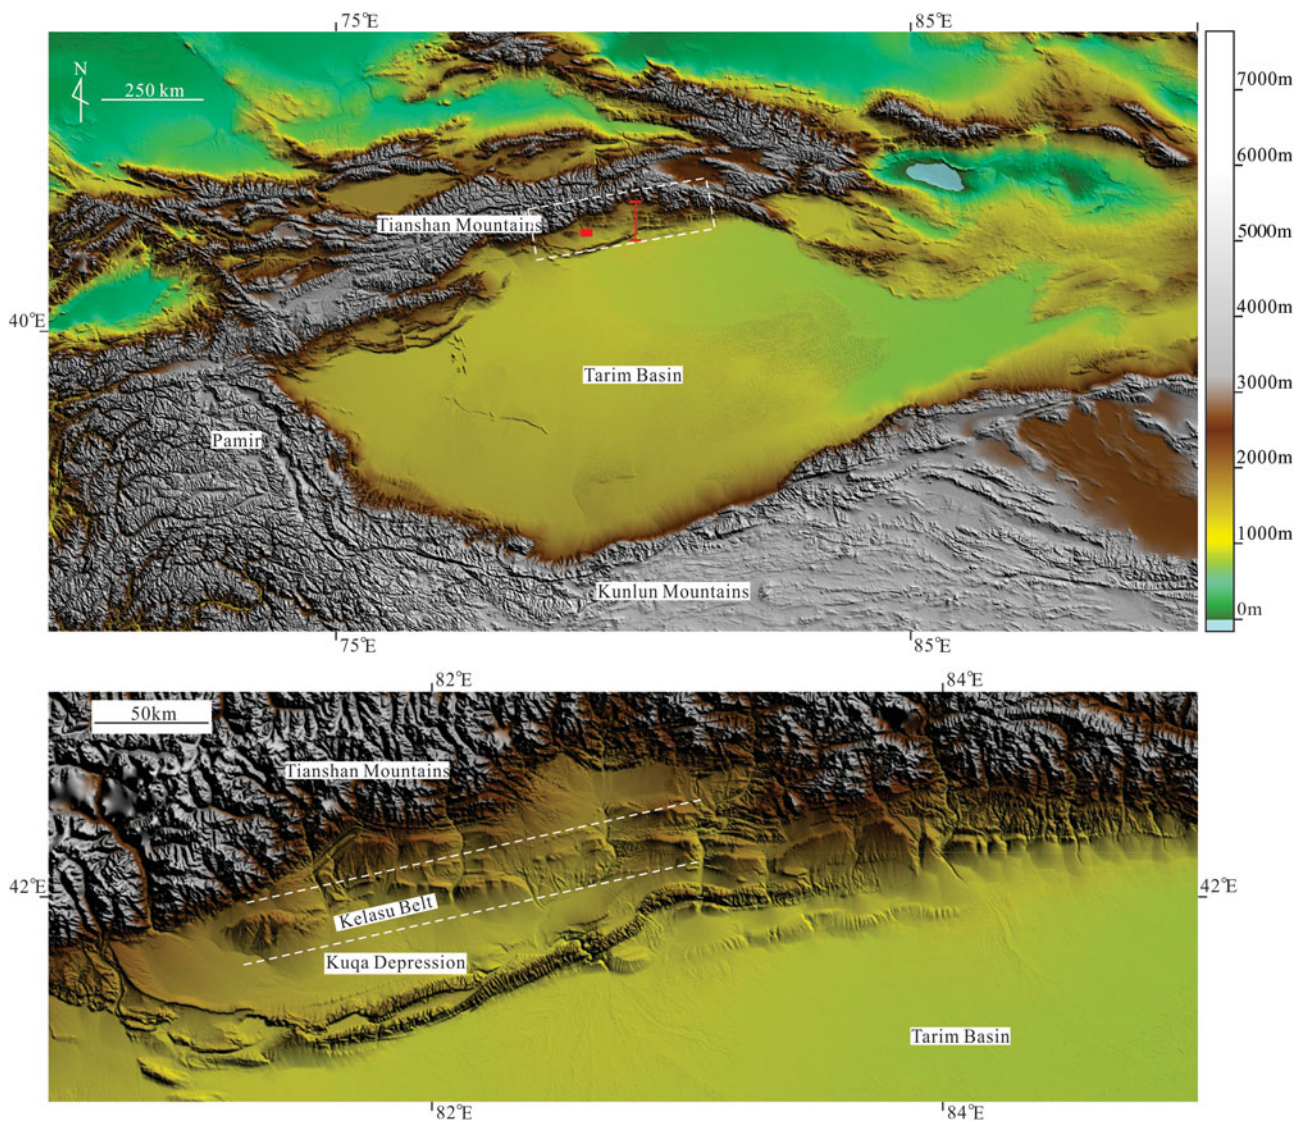 75°E 85°E
N
250 km
7000m
6000m
5000m
4000m
3000m
2000m
1000m
0m
Tianshan Mountains
40°E
Tarim Basin
Pamir
Kunlun Mountains
75°E 85°E
82°E 84°E
50km
Tianshan Mountains
42°E 42°E
Kelasu Belt
Kuqa Depression
Tarim Basin
82°E 84°E